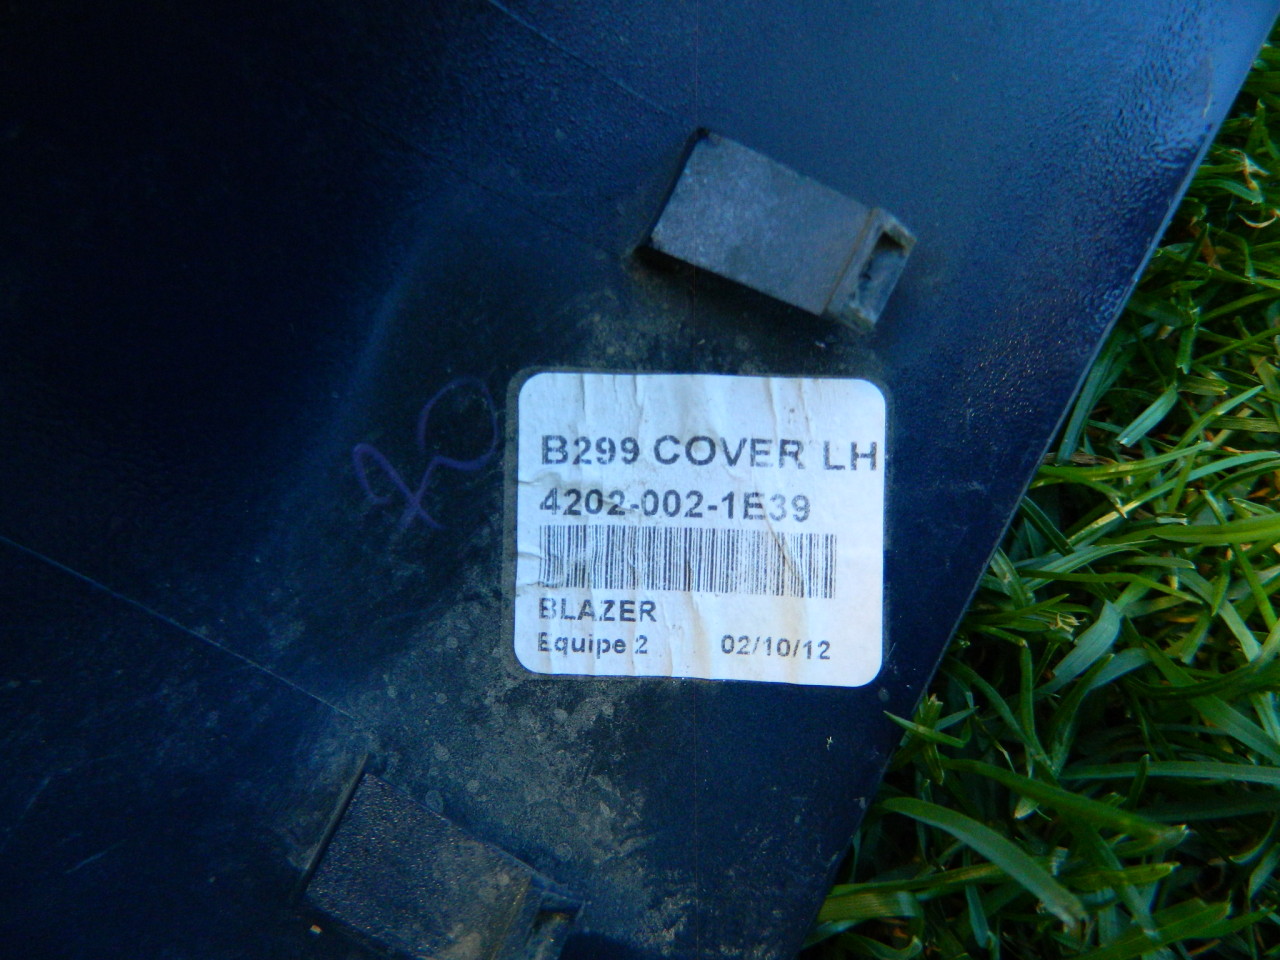 B299 COVER LH
4202-002-1E39
BLAZER
Equipe 2 02/10/12